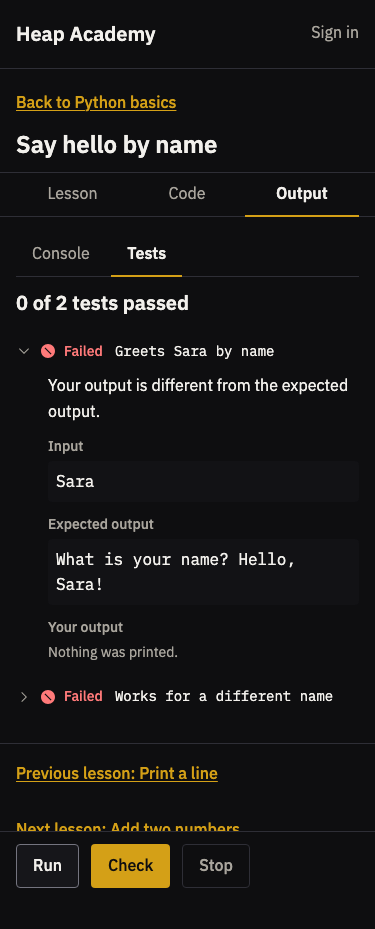 Heap Academy
Sign in
Back to Python basics
Say hello by name
Lesson
Code
Output
Console
Tests
0 of 2 tests passed
Failed Greets Sara by name
Your output is different from the expected
output.
Input
Sara
Expected output
What is your name? Hello,
Sara!
Your output
Nothing was printed.
Failed Works for a different name
Previous lesson: Print a line
Next lesson: Add two numbers
Run
Check
Stop